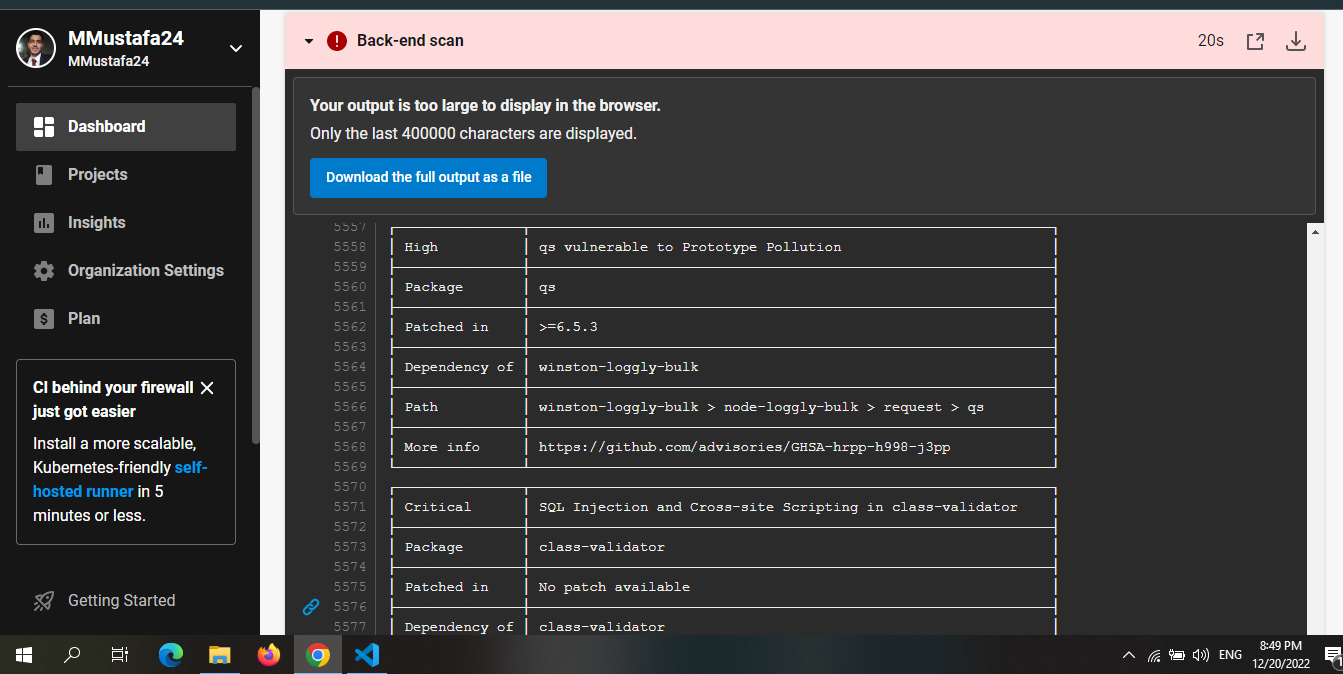 MMustafa24
MMustafa24
Dashboard
Projects
Insights
Organization Settings
Plan
CI behind your firewall
just got easier
Install a more scalable,
Kubernetes-friendly self-
hosted runner in 5
minutes or less.
Getting Started
Back-end scan 20s
Your output is too large to display in the browser.
Only the last 400000 characters are displayed.
Download the full output as a file
5557
5558 High qs vulnerable to Prototype Pollution
5559
5560 Package qs
5561
5562 Patched in >=6.5.3
5563
5564 Dependency of winston-loggly-bulk
5565
5566 Path winston-loggly-bulk > node-loggly-bulk > request > qs
5567
5568 More info https://github.com/advisories/GHSA-hrpp-h998-j3pp
5569
5570
5571 Critical SQL Injection and Cross-site Scripting in class-validator
5572
5573 Package class-validator
5574
5575 Patched in No patch available
5576
5577 Dependency of class-validator
ENG
8:49 PM
12/20/2022
1